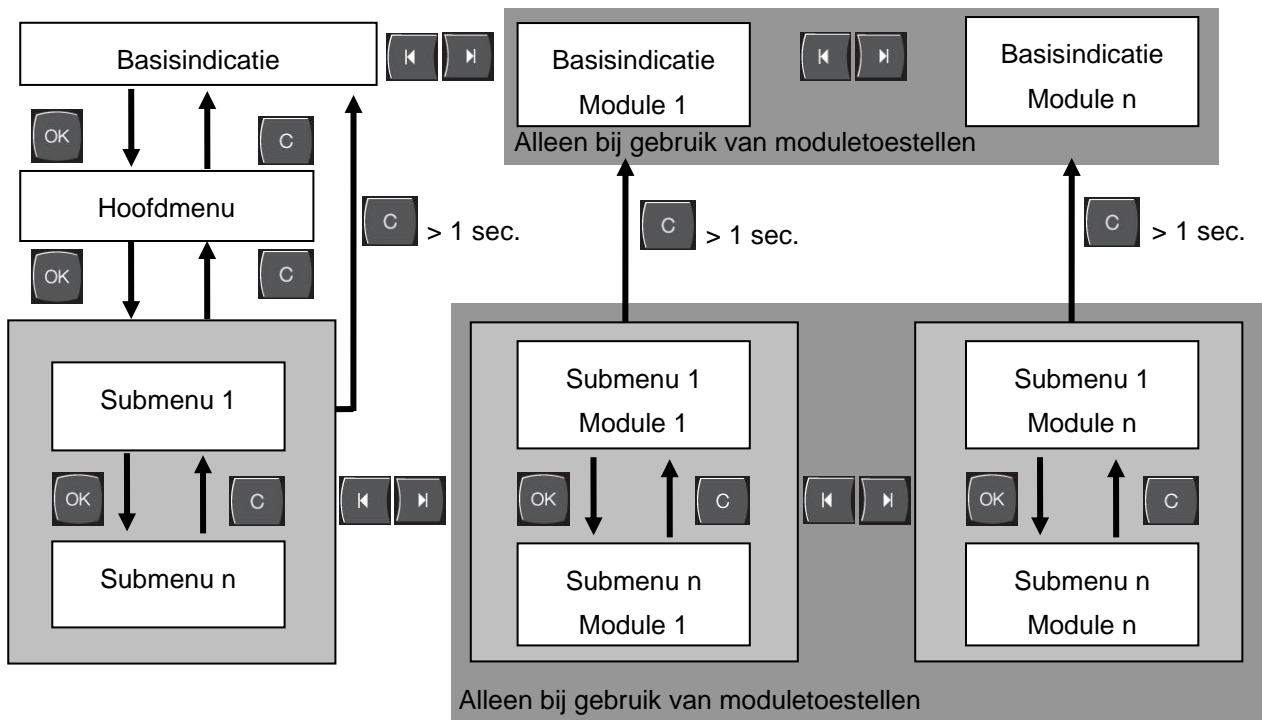 Basisindicatie
Basisindicatie
Module 1
Basisindicatie
Module n
Alleen bij gebruik van moduletoestellen
OK
C
Hoofdmenu
C
> 1 sec.
C
> 1 sec.
C
> 1 sec.
OK
C
Submenu 1
Submenu 1
Module 1
Submenu 1
Module n
OK
C
OK
C
OK
C
Submenu n
Submenu n
Module 1
Submenu n
Module n
Alleen bij gebruik van moduletoestellen